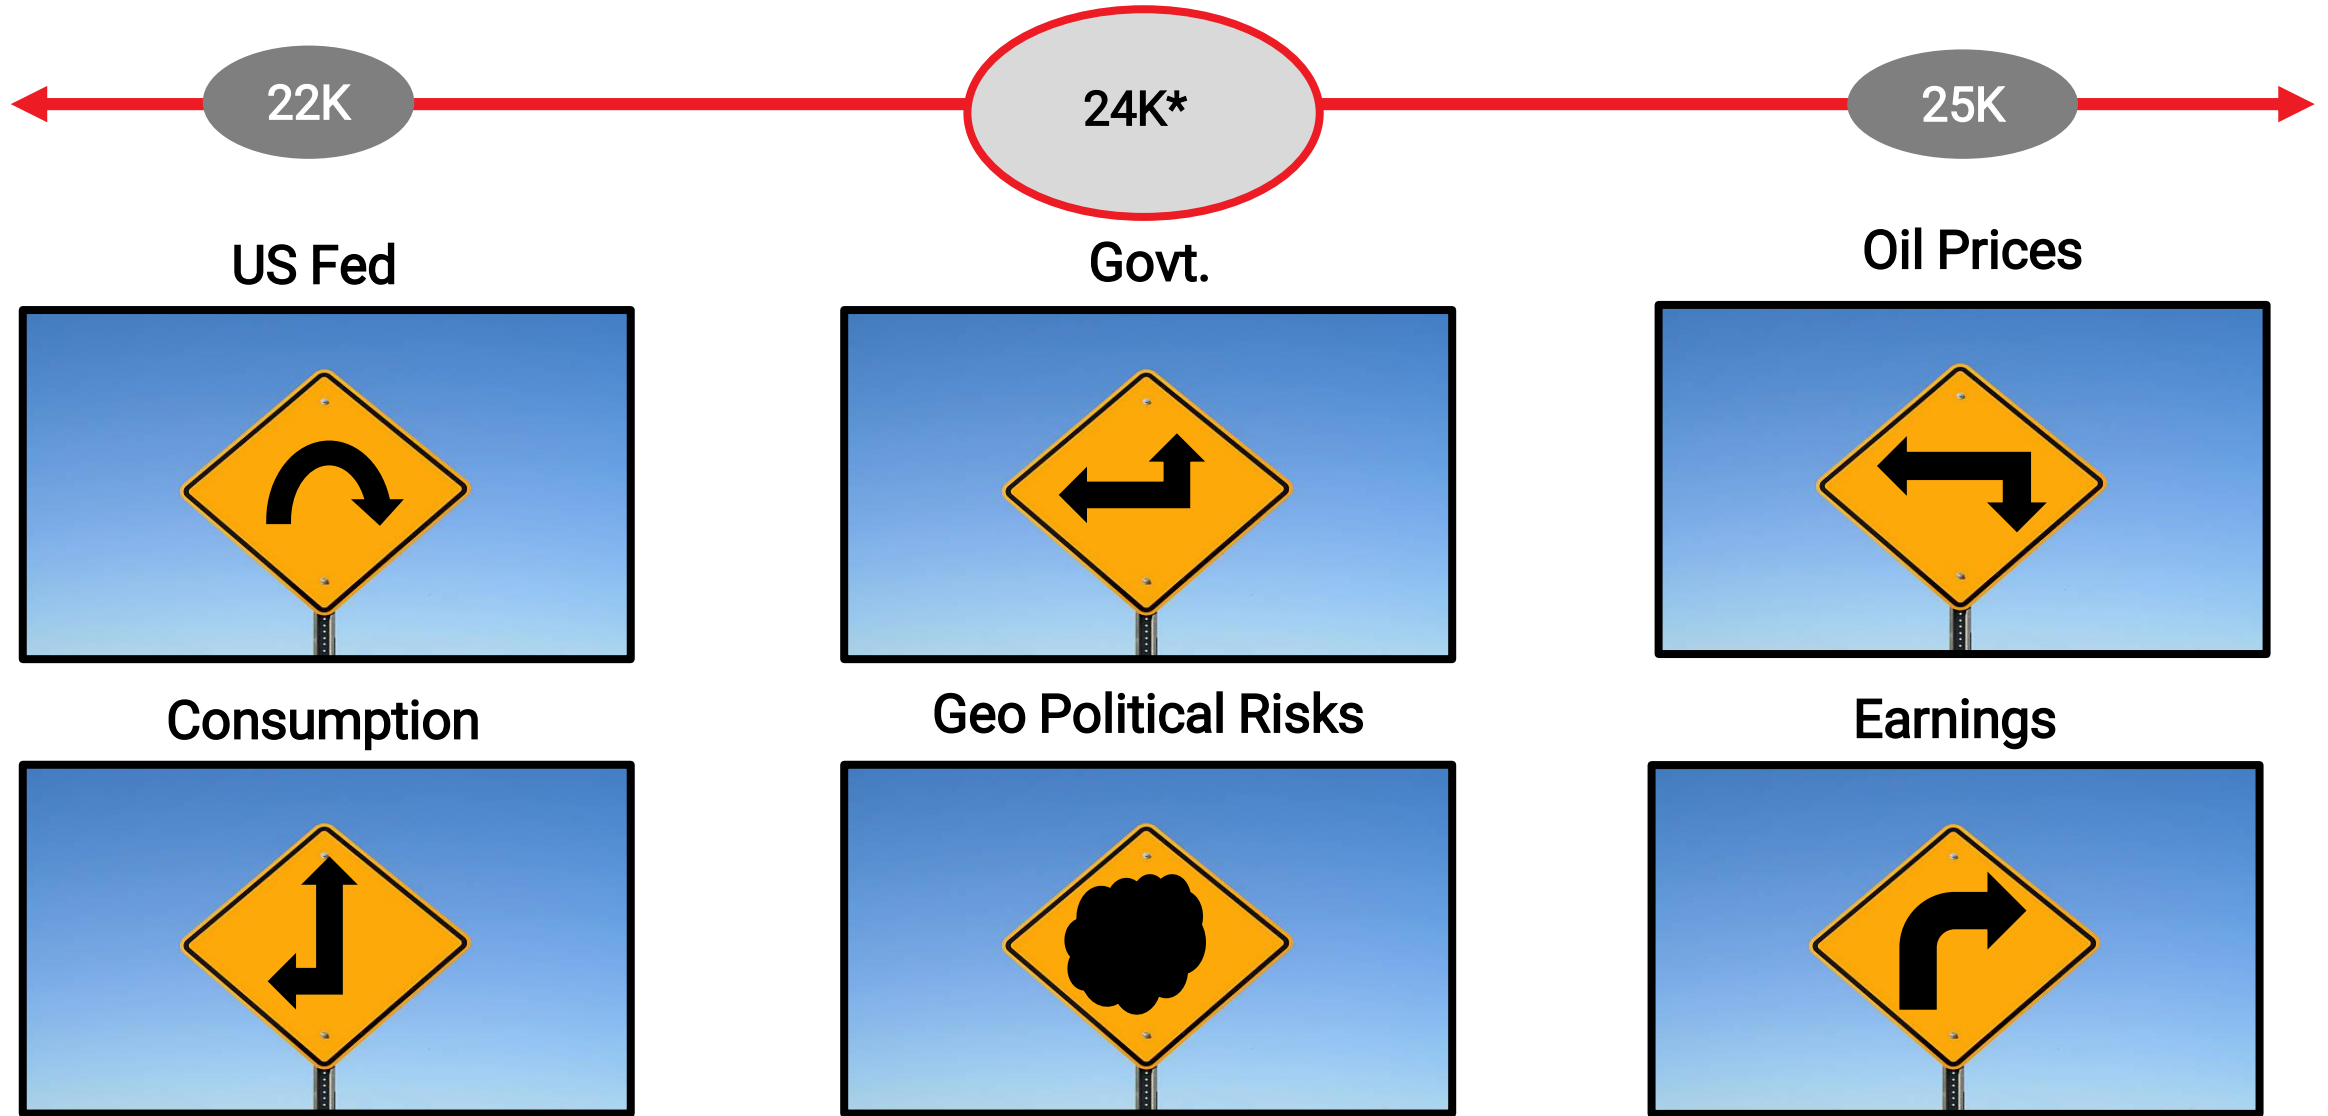 22K
24K*
25K
US Fed
Govt.
Oil Prices
Consumption
Geo Political Risks
Earnings